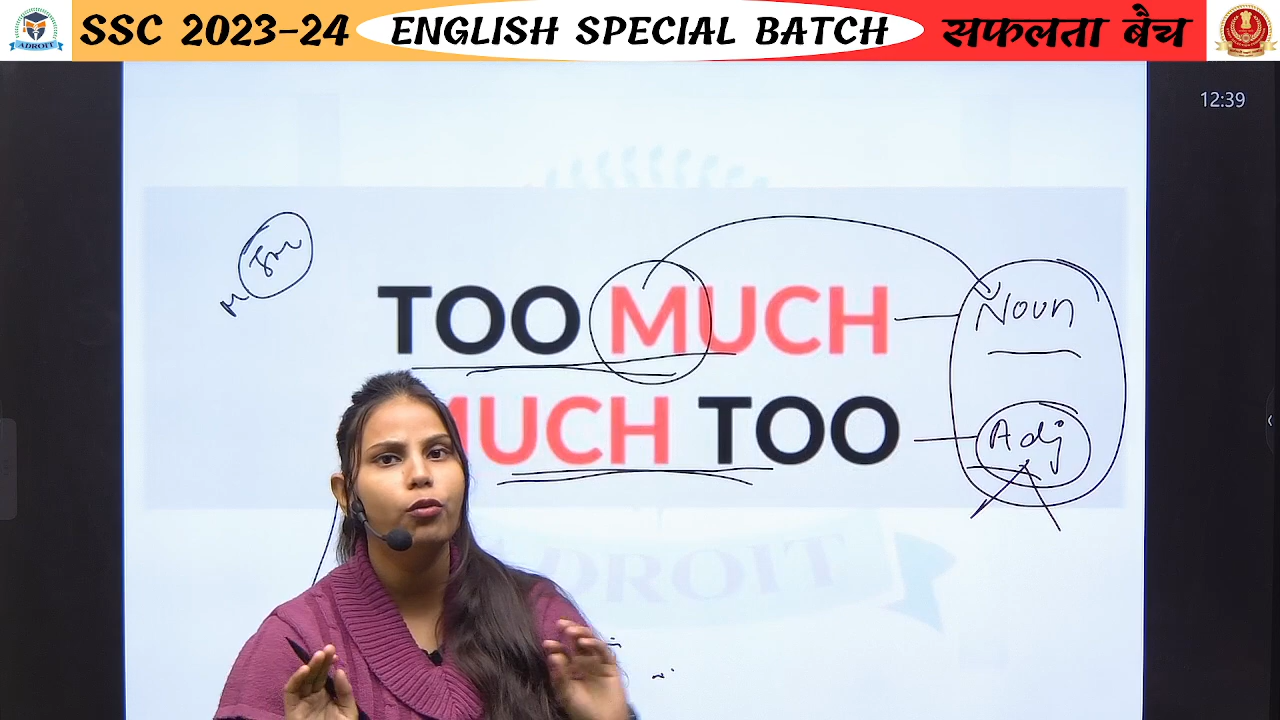 SSC 2023-24 ENGLISH SPECIAL BATCH सफलता बैच
ADROIT
12:39
TOO MUCH
Noun
MUCH TOO
Adj
ADROIT